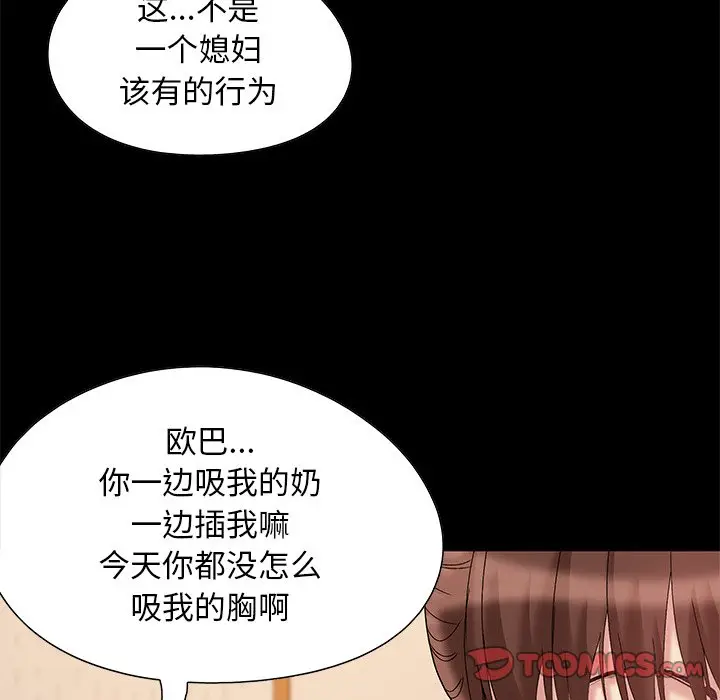 这...不是
一个媳妇
该有的行为
欧巴...
你一边吸我的奶
一边插我嘛
今天你都没怎么
吸我的胸啊
TOOMICS.COM
TOOMICS.com